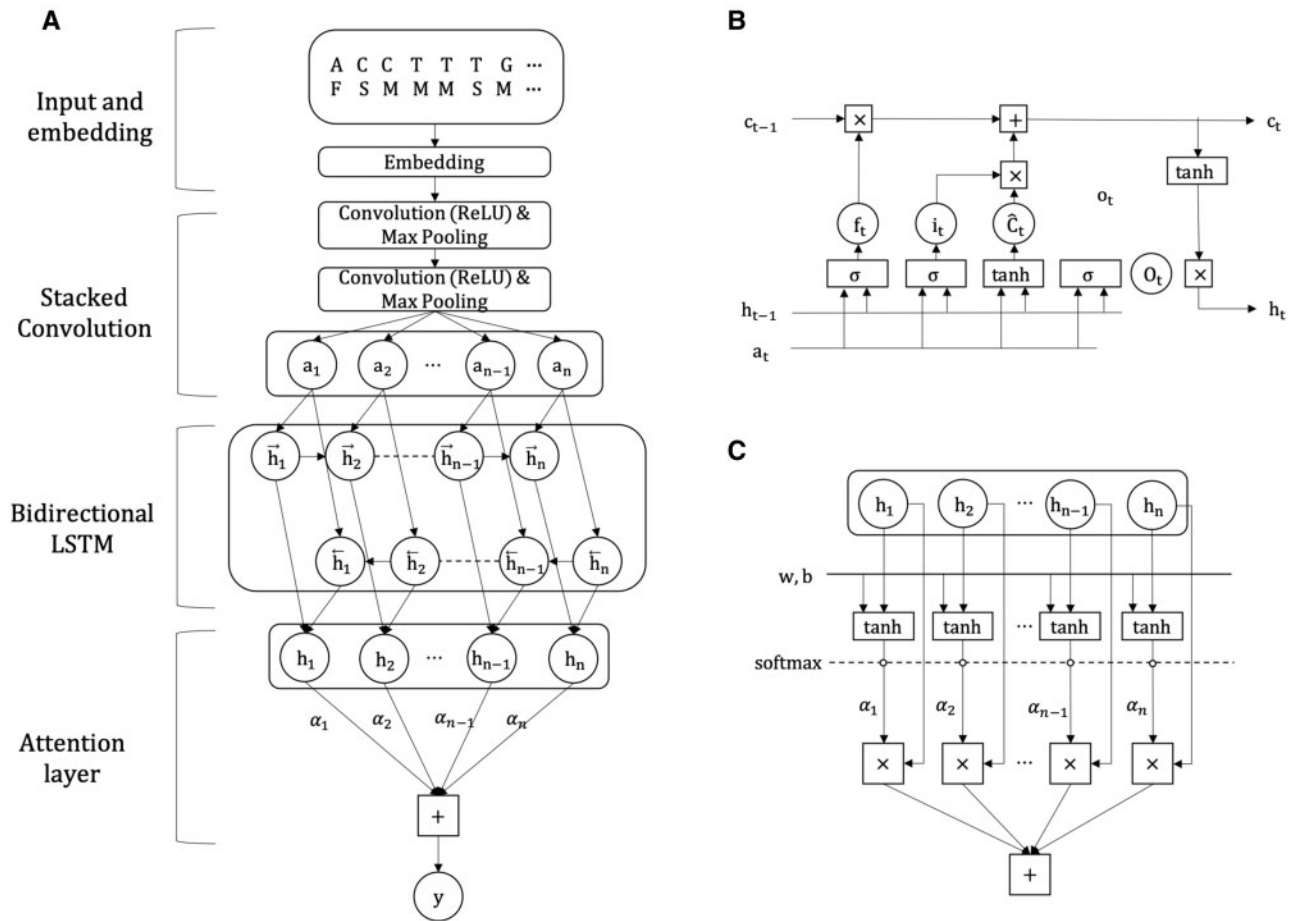 A
Input and
embedding
A C C T T T G ...
F S M M M S M ...
Embedding
Convolution (ReLU) &
Max Pooling
Stacked
Convolution
Convolution (ReLU) &
Max Pooling
a₁ a₂ ... aₙ₋₁ aₙ
Bidirectional
LSTM
h⃗₁ h⃗₂ h⃗ₙ₋₁ h⃗ₙ
h⃖₁ h⃖₂ h⃖ₙ₋₁ h⃖ₙ
Attention
layer
h₁ h₂ ... hₙ₋₁ hₙ
α₁ α₂ αₙ₋₁ αₙ
+
y
B
cₜ₋₁ × + cₜ
tanh
×
oₜ
fₜ iₜ Ĉₜ
σ σ tanh σ Oₜ ×
hₜ₋₁ hₜ
aₜ
C
h₁ h₂ ... hₙ₋₁ hₙ
w, b
tanh tanh ... tanh tanh
softmax
α₁ α₂ αₙ₋₁ αₙ
× × ... × ×
+